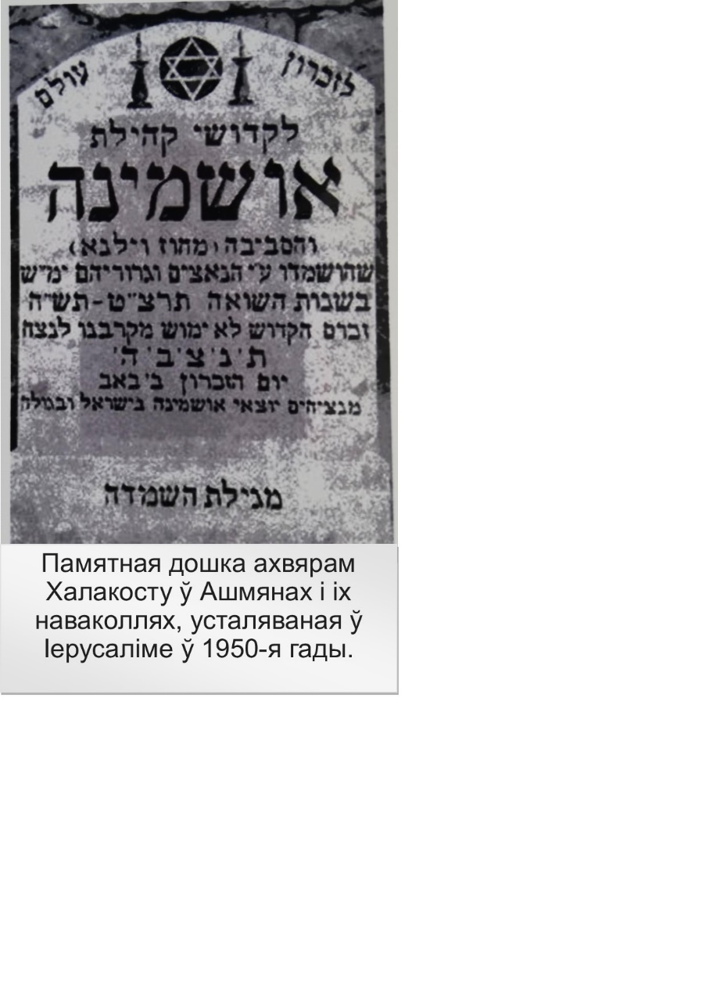 לזכרון עולם
לקדושי קהילת
אושמינה
והסביבה (מחוז וילנא)
שהושמדו ע״י הנאצים וגרוריהם ימ״ש
בשנות השואה תרצ״ט-תש״ה
זכרם הקדוש לא ימוש מקרבנו לנצח
ת' נ' צ' ב' ה'
יום הזכרון ב' באב
מנציחים יוצאי אושמינה בישראל ובגולה
מגילת השמדה
Памятная дошка ахвярам
Халакосту ў Ашмянах і іх
наваколлях, усталяваная ў
Іерусаліме ў 1950-я гады.